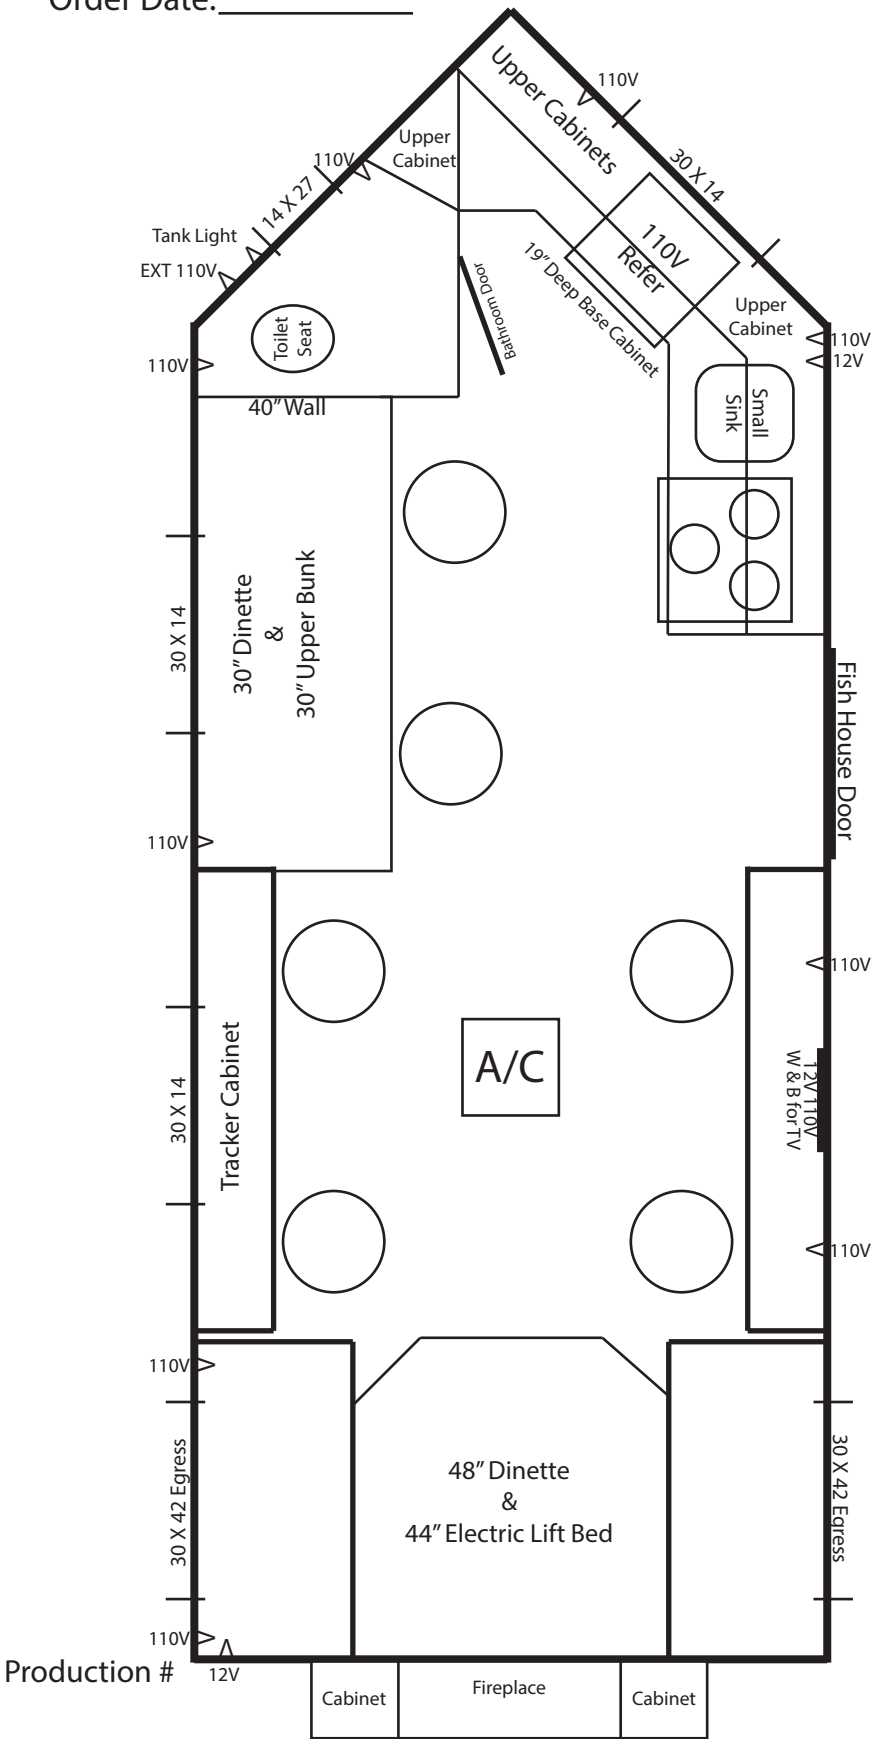 Order Date:
Upper Cabinets
110V
30 X 14
Upper
Cabinet
110V
14 X 27
Tank Light
EXT 110V
110V
Refer
19" Deep Base Cabinet
Bathroom Door
Upper
Cabinet
110V
12V
Toilet
Seat
110V
40" Wall
Small
Sink
30" Dinette
&
30" Upper Bunk
30 X 14
Fish House Door
110V
110V
Tracker Cabinet
30 X 14
A/C
12V 110V
W & B for TV
110V
110V
30 X 42 Egress
48" Dinette
&
44" Electric Lift Bed
30 X 42 Egress
110V
Production #
12V
Cabinet
Fireplace
Cabinet